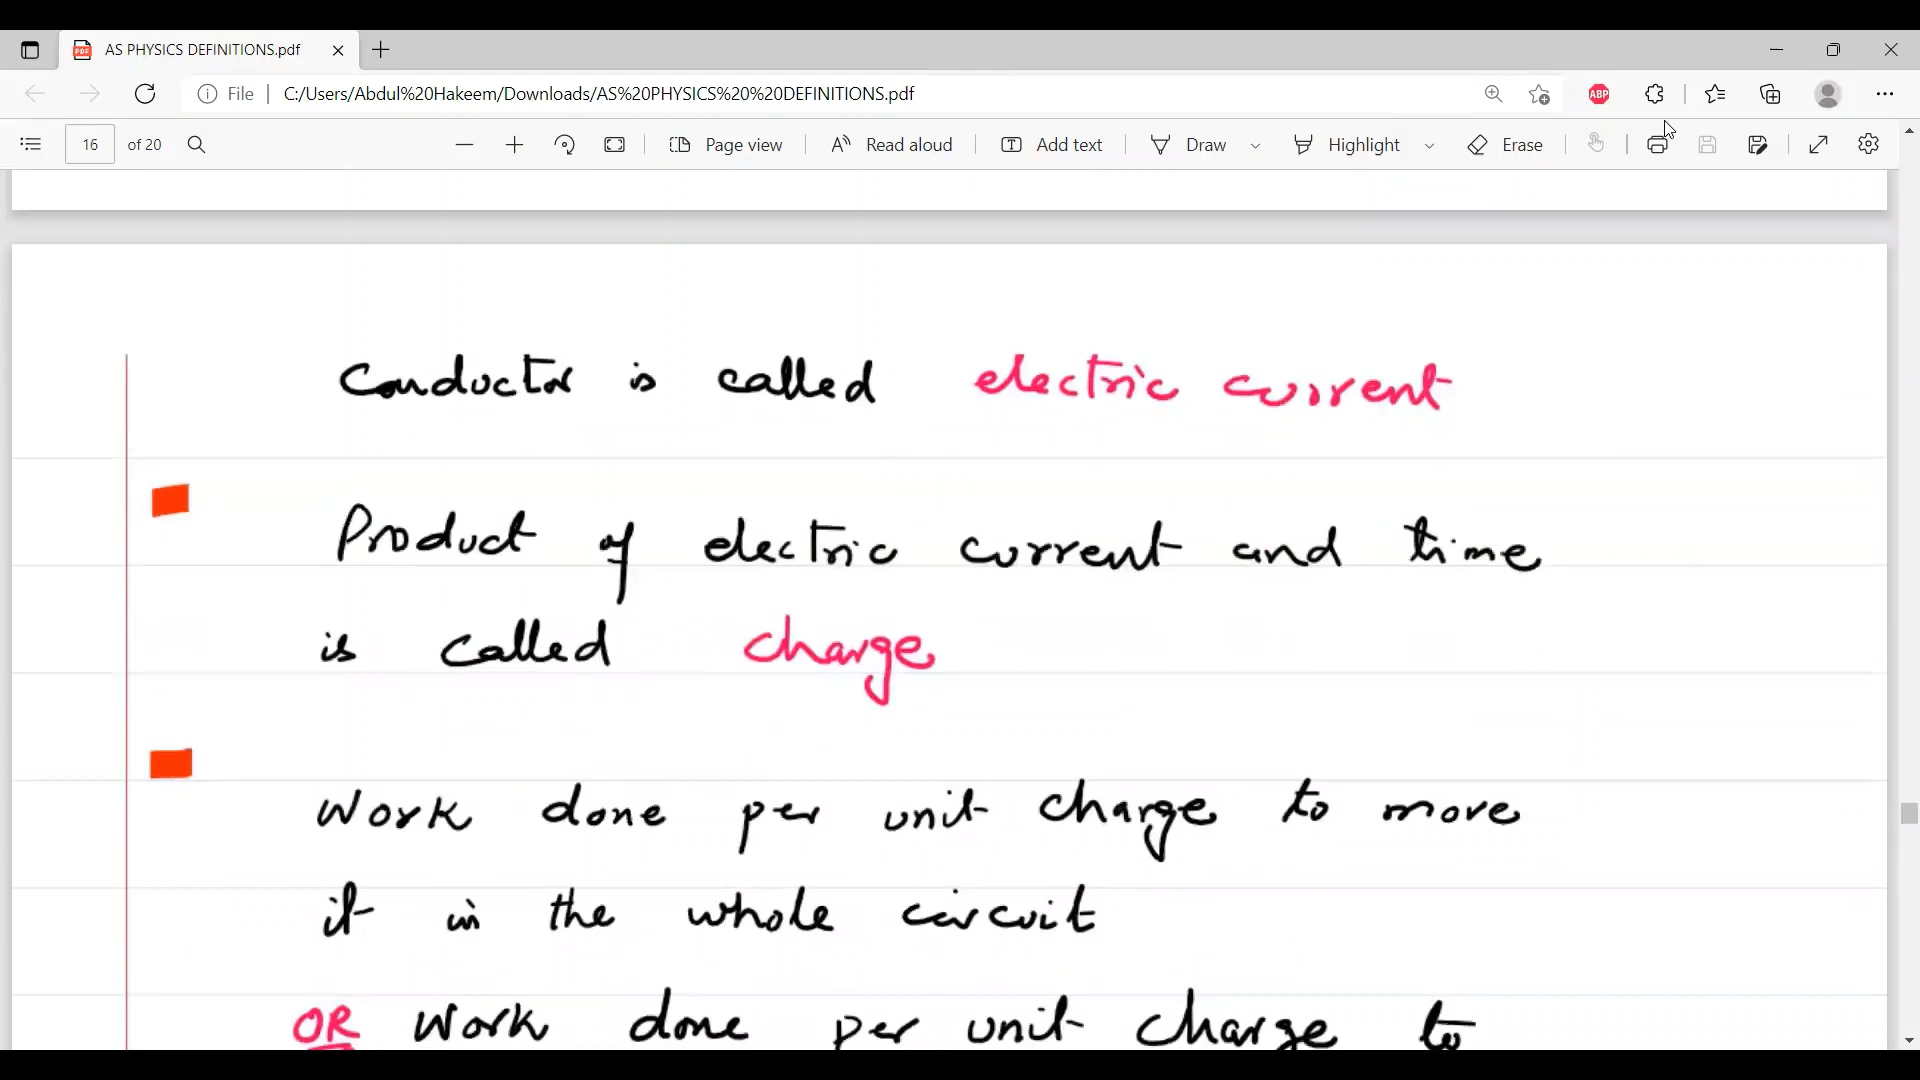 AS PHYSICS DEFINITIONS.pdf
File C:/Users/Abdul%20Hakeem/Downloads/AS%20PHYSICS%20%20DEFINITIONS.pdf
ABP
16 of 20 Page view Read aloud Add text Draw Highlight Erase
Conductor is called electric current
Product of electric current and time
is called charge
Work done per unit charge to move
it in the whole circuit
OR Work done per unit charge to